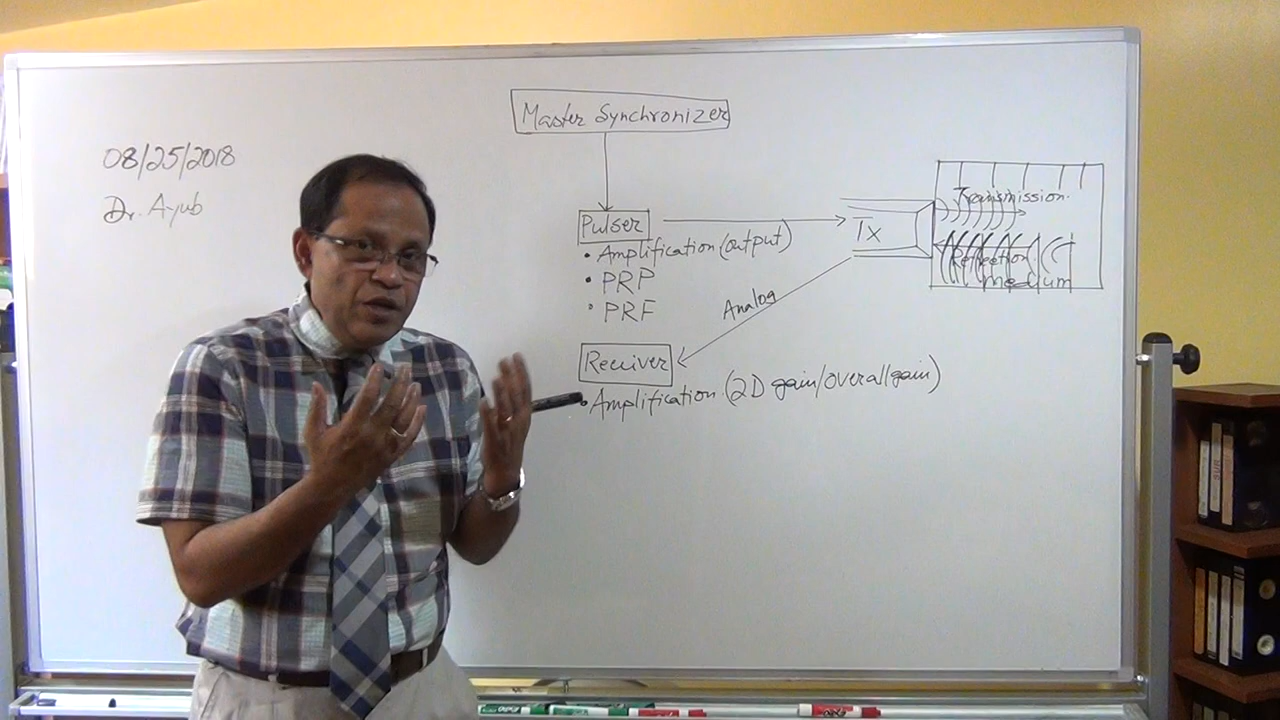 08/25/2018
Dr. Ayub
Master Synchronizer
Pulser
• Amplification (output)
• PRP
• PRF
Tx
Transmission.
Reflection
medium
Analog
Receiver
• Amplification (2D gain/overall gain)